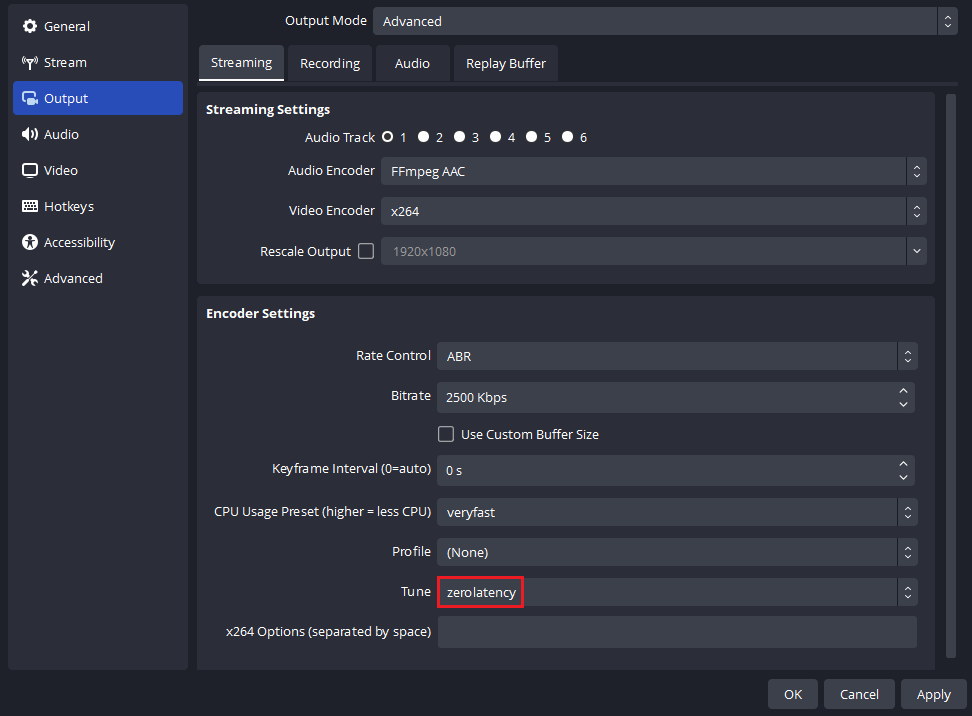 General
Stream
Output
Audio
Video
Hotkeys
Accessibility
Advanced
Output Mode Advanced
Streaming Recording Audio Replay Buffer
Streaming Settings
Audio Track 1 2 3 4 5 6
Audio Encoder FFmpeg AAC
Video Encoder x264
Rescale Output 1920x1080
Encoder Settings
Rate Control ABR
Bitrate 2500 Kbps
Use Custom Buffer Size
Keyframe Interval (0=auto) 0 s
CPU Usage Preset (higher = less CPU) veryfast
Profile (None)
Tune zerolatency
x264 Options (separated by space)
OK Cancel Apply